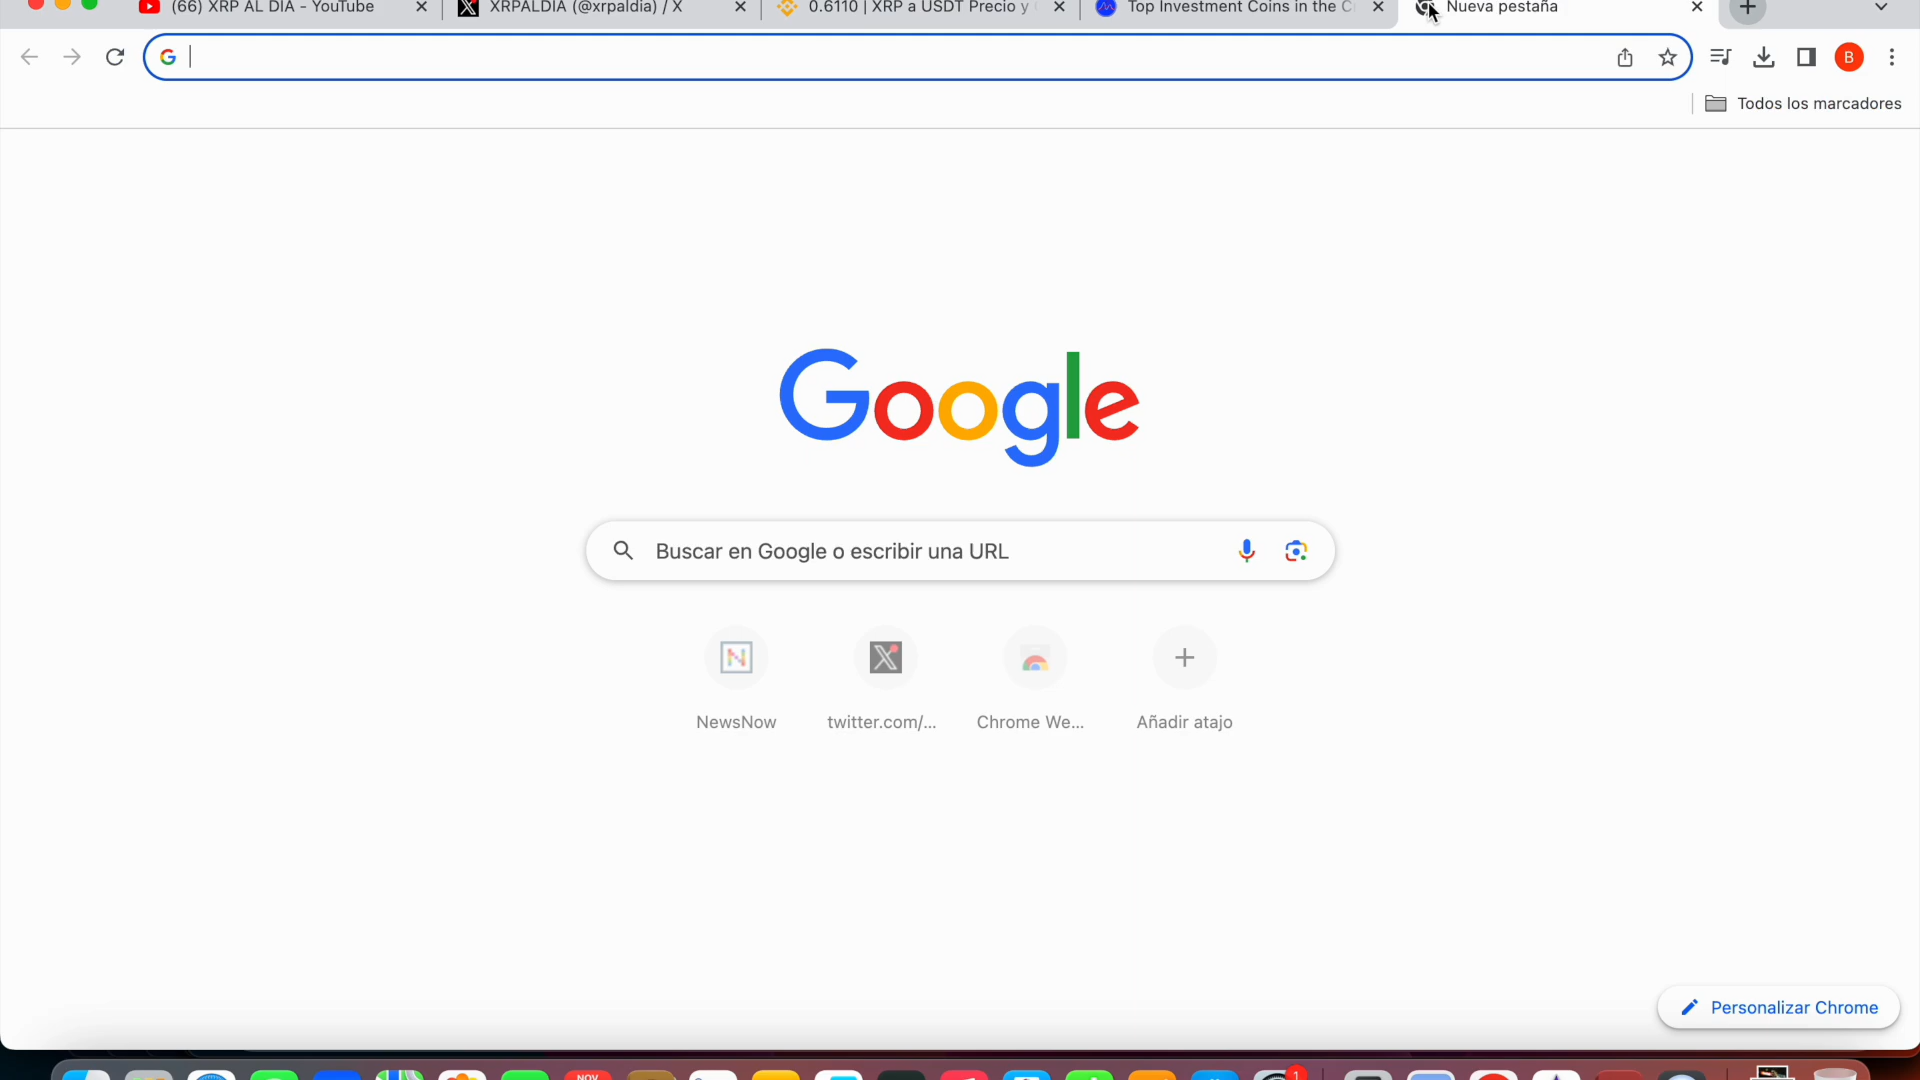 (66) XRP AL DIA - YouTube
XRPALDIA (@xrpaldia) / X
0.6110 | XRP a USDT Precio y
Top Investment Coins in the C
Nueva pestaña
B
Todos los marcadores
Google
Buscar en Google o escribir una URL
N
NewsNow
twitter.com/...
Chrome We...
Añadir atajo
Personalizar Chrome
NOV
1